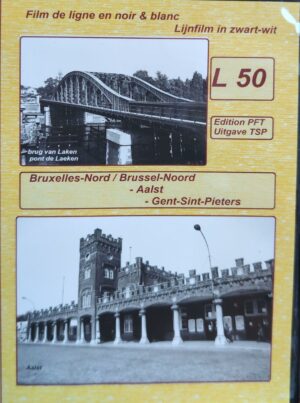 Film de ligne en noir & blanc
Lijnfilm in zwart-wit
L 50
brug van Laken
pont de Laeken
Edition PFT
Uitgave TSP
Bruxelles-Nord / Brussel-Noord
- Aalst
- Gent-Sint-Pieters
Aalst